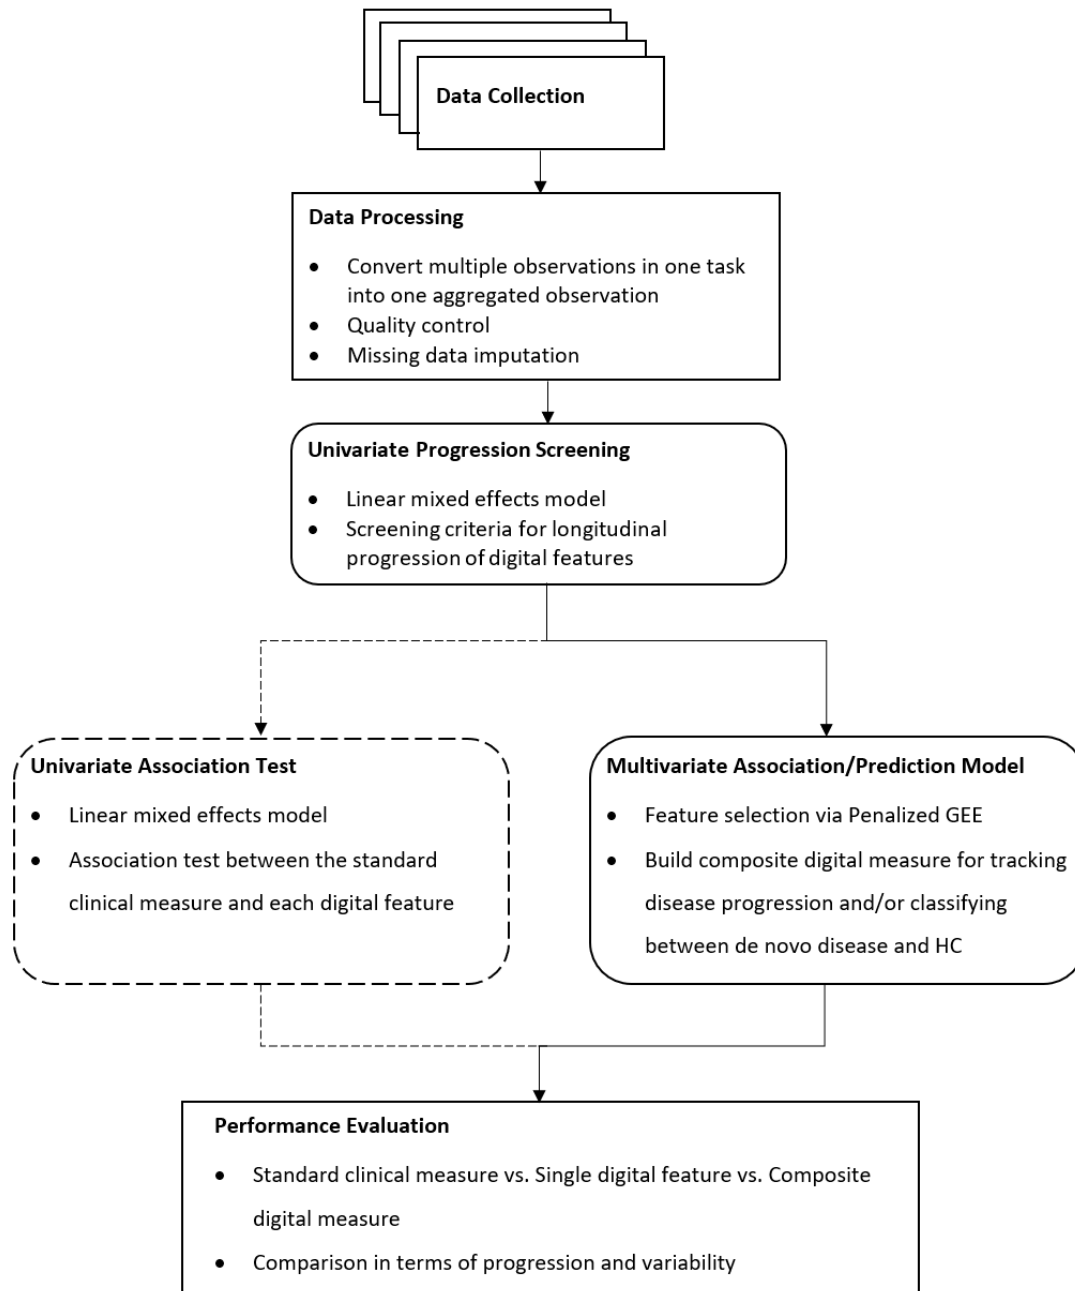 Data Collection
Data Processing
• Convert multiple observations in one task
into one aggregated observation
• Quality control
• Missing data imputation
Univariate Progression Screening
• Linear mixed effects model
• Screening criteria for longitudinal
progression of digital features
Univariate Association Test
• Linear mixed effects model
• Association test between the standard
clinical measure and each digital feature
Multivariate Association/Prediction Model
• Feature selection via Penalized GEE
• Build composite digital measure for tracking
disease progression and/or classifying
between de novo disease and HC
Performance Evaluation
• Standard clinical measure vs. Single digital feature vs. Composite
digital measure
• Comparison in terms of progression and variability